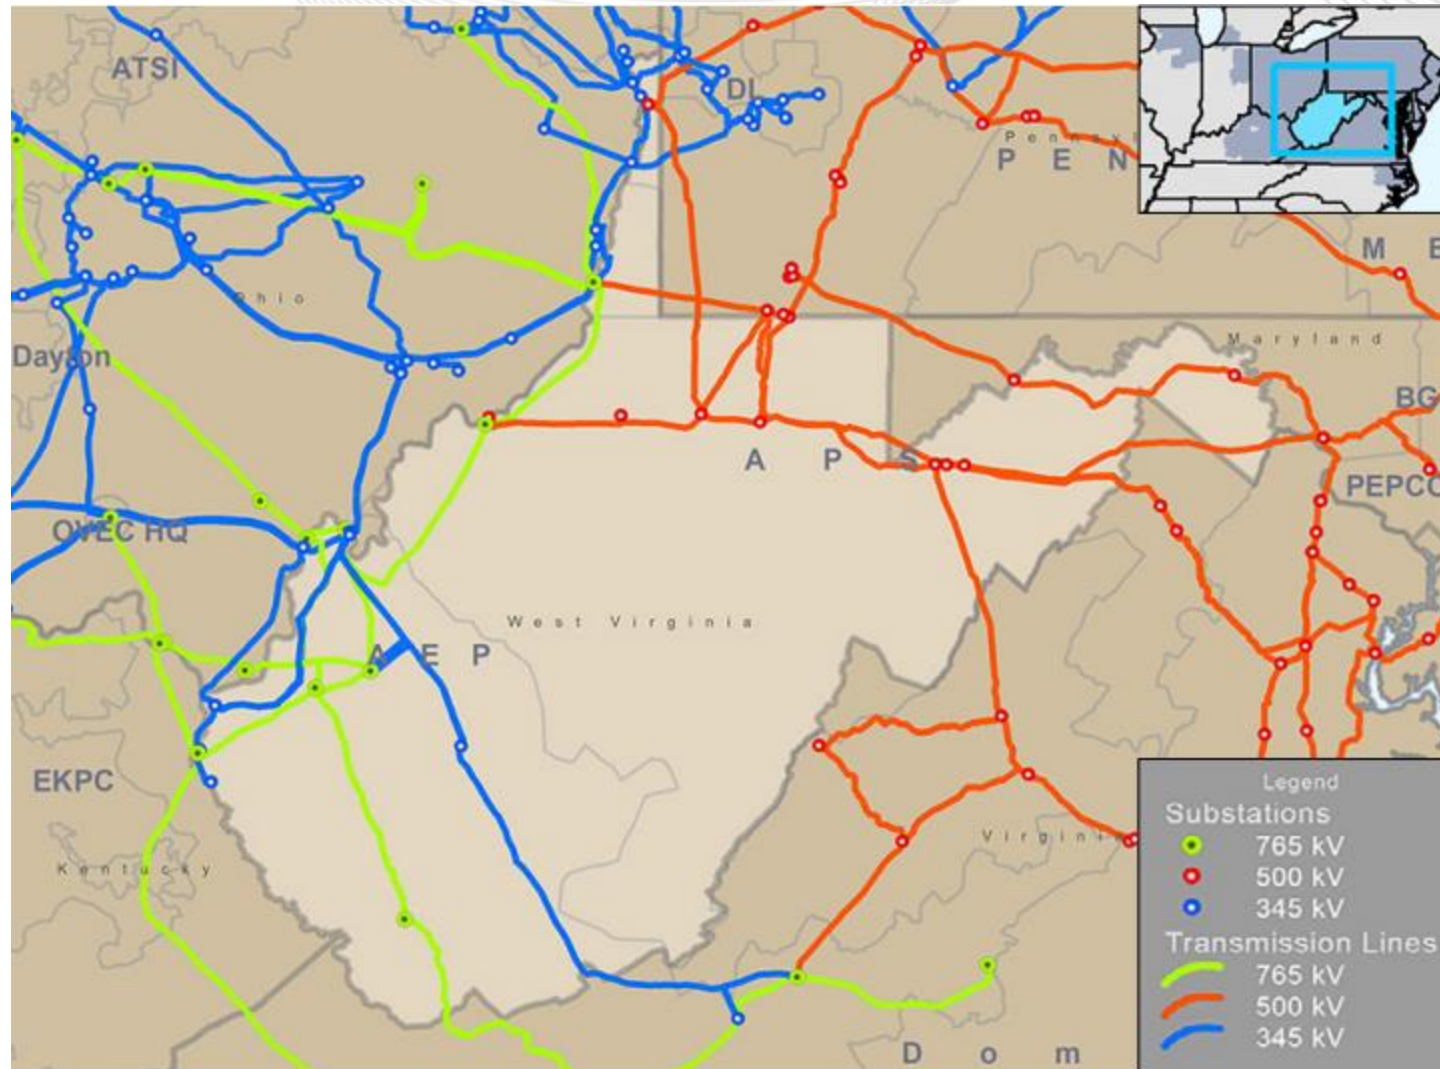 ATSI
DL
Pennsyl
P E N
M E
Ohio
Maryland
Dayton
BG
A P S
PEPCO
OVEC HQ
West Virginia
A E P
EKPC
Virginia
Kentucky
D o m
Legend
Substations
765 kV
500 kV
345 kV
Transmission Lines
765 kV
500 kV
345 kV